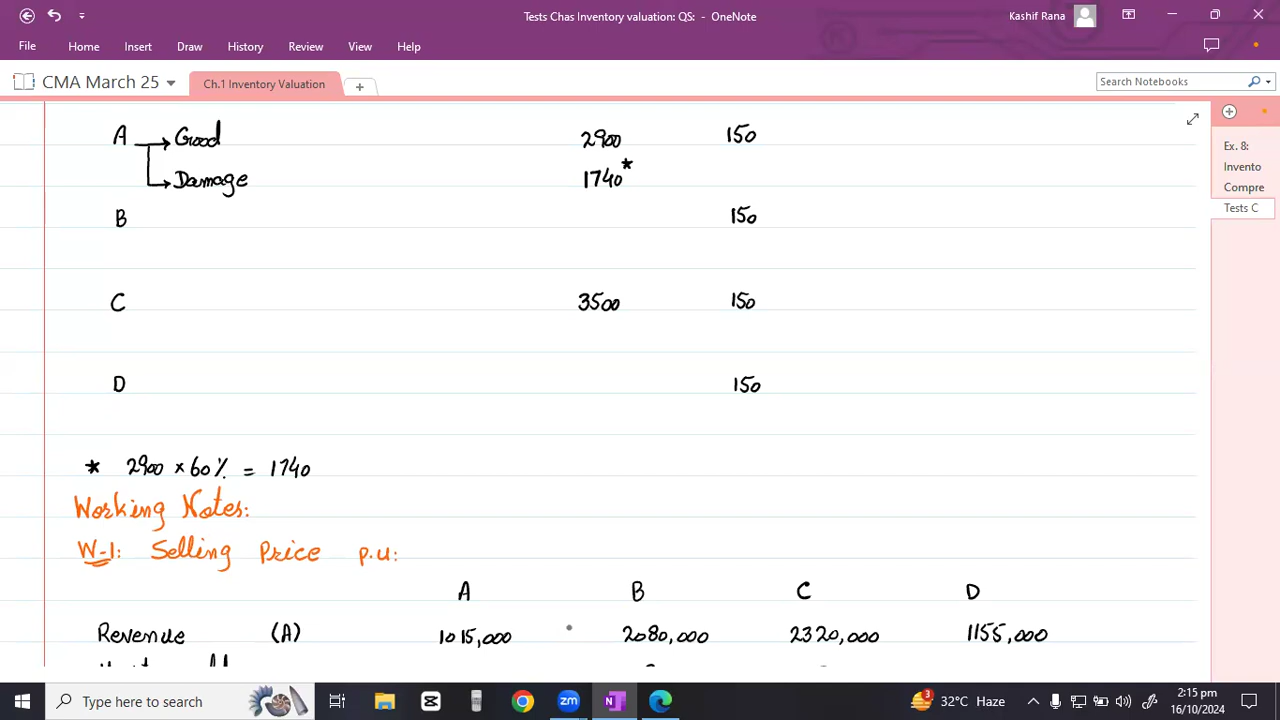 Tests Chas Inventory valuation: QS: - OneNote
Kashif Rana
File Home Insert Draw History Review View Help
CMA March 25
Ch.1 Inventory Valuation
+
Search Notebooks
A → Good 2900 150
→ Damage 1740*
B 150
C 3500 150
D 150
* 2900 × 60% = 1740
Working Notes:
W-1: Selling Price p.u:
A B C D
Revenue (A) 1015,000 2080,000 2320,000 1155,000
Ex. 8:
Invento
Compre
Tests C
Type here to search
3
32°C Haze
2:15 pm
16/10/2024